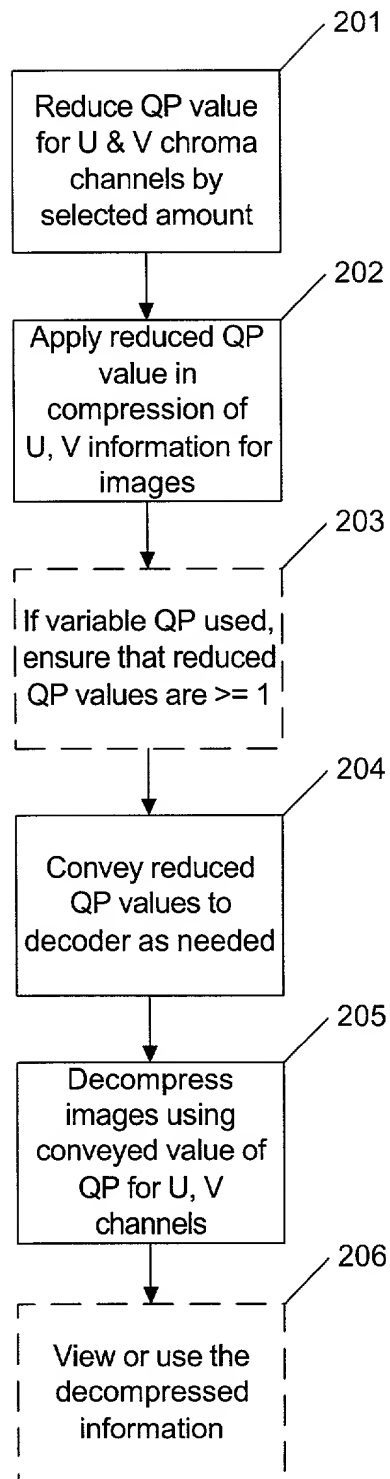 201
Reduce QP value
for U & V chroma
channels by
selected amount
202
Apply reduced QP
value in
compression of
U, V information for
images
203
If variable QP used,
ensure that reduced
QP values are >= 1
204
Convey reduced
QP values to
decoder as needed
205
Decompress
images using
conveyed value of
QP for U, V
channels
206
View or use the
decompressed
information